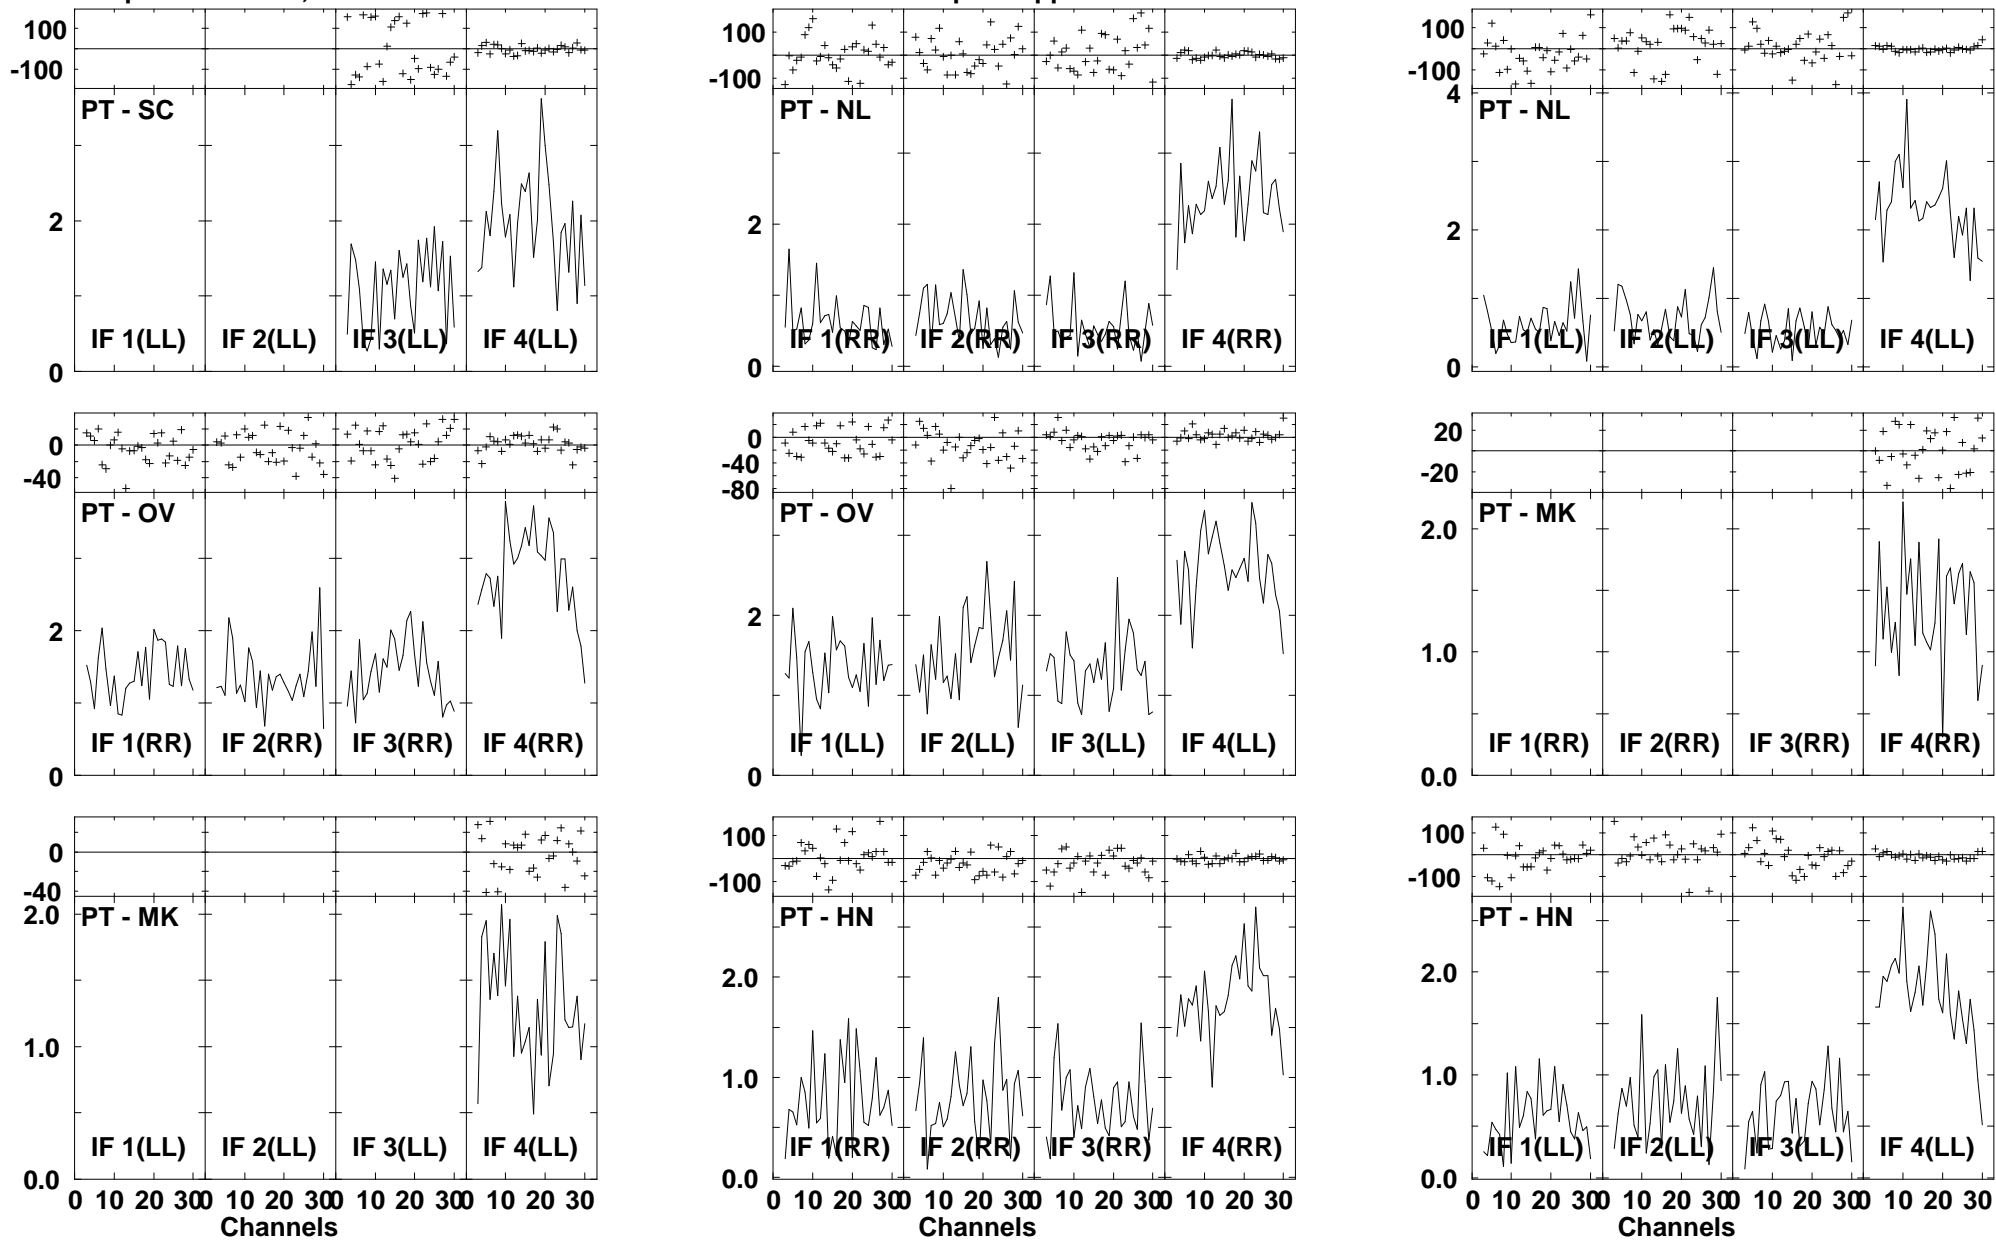 100
-100
PT - SC
2
0
IF 1(LL) IF 2(LL) IF 3(LL) IF 4(LL)
100
-100
PT - NL
2
0
IF 1(RR) IF 2(RR) IF 3(RR) IF 4(RR)
100
-100
4
PT - NL
2
0
IF 1(LL) IF 2(LL) IF 3(LL) IF 4(LL)
0
-40
PT - OV
2
0
IF 1(RR) IF 2(RR) IF 3(RR) IF 4(RR)
0
-40
-80
PT - OV
2
0
IF 1(LL) IF 2(LL) IF 3(LL) IF 4(LL)
20
-20
PT - MK
2.0
1.0
0.0
IF 1(RR) IF 2(RR) IF 3(RR) IF 4(RR)
0
-40
PT - MK
2.0
1.0
0.0
IF 1(LL) IF 2(LL) IF 3(LL) IF 4(LL)
0 10 20 30 0 10 20 30 0 10 20 30 0 10 20 30
Channels
100
-100
PT - HN
2.0
1.0
0.0
IF 1(RR) IF 2(RR) IF 3(RR) IF 4(RR)
0 10 20 30 0 10 20 30 0 10 20 30 0 10 20 30
Channels
100
-100
PT - HN
2.0
1.0
0.0
IF 1(LL) IF 2(LL) IF 3(LL) IF 4(LL)
0 10 20 30 0 10 20 30 0 10 20 30 0 10 20 30
Channels